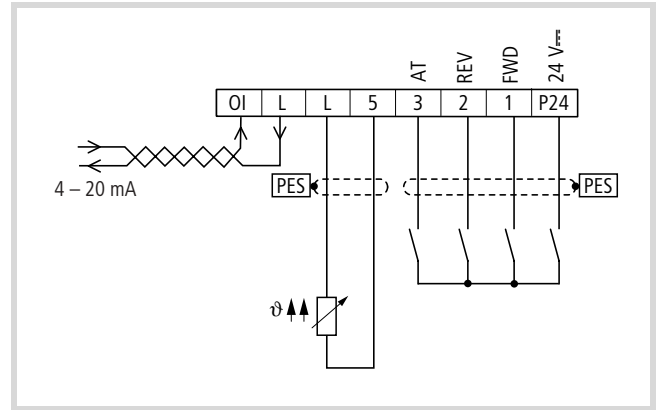 AT REV FWD 24 V⎓
OI L L 5 3 2 1 P24
4 – 20 mA
PES PES
ϑ